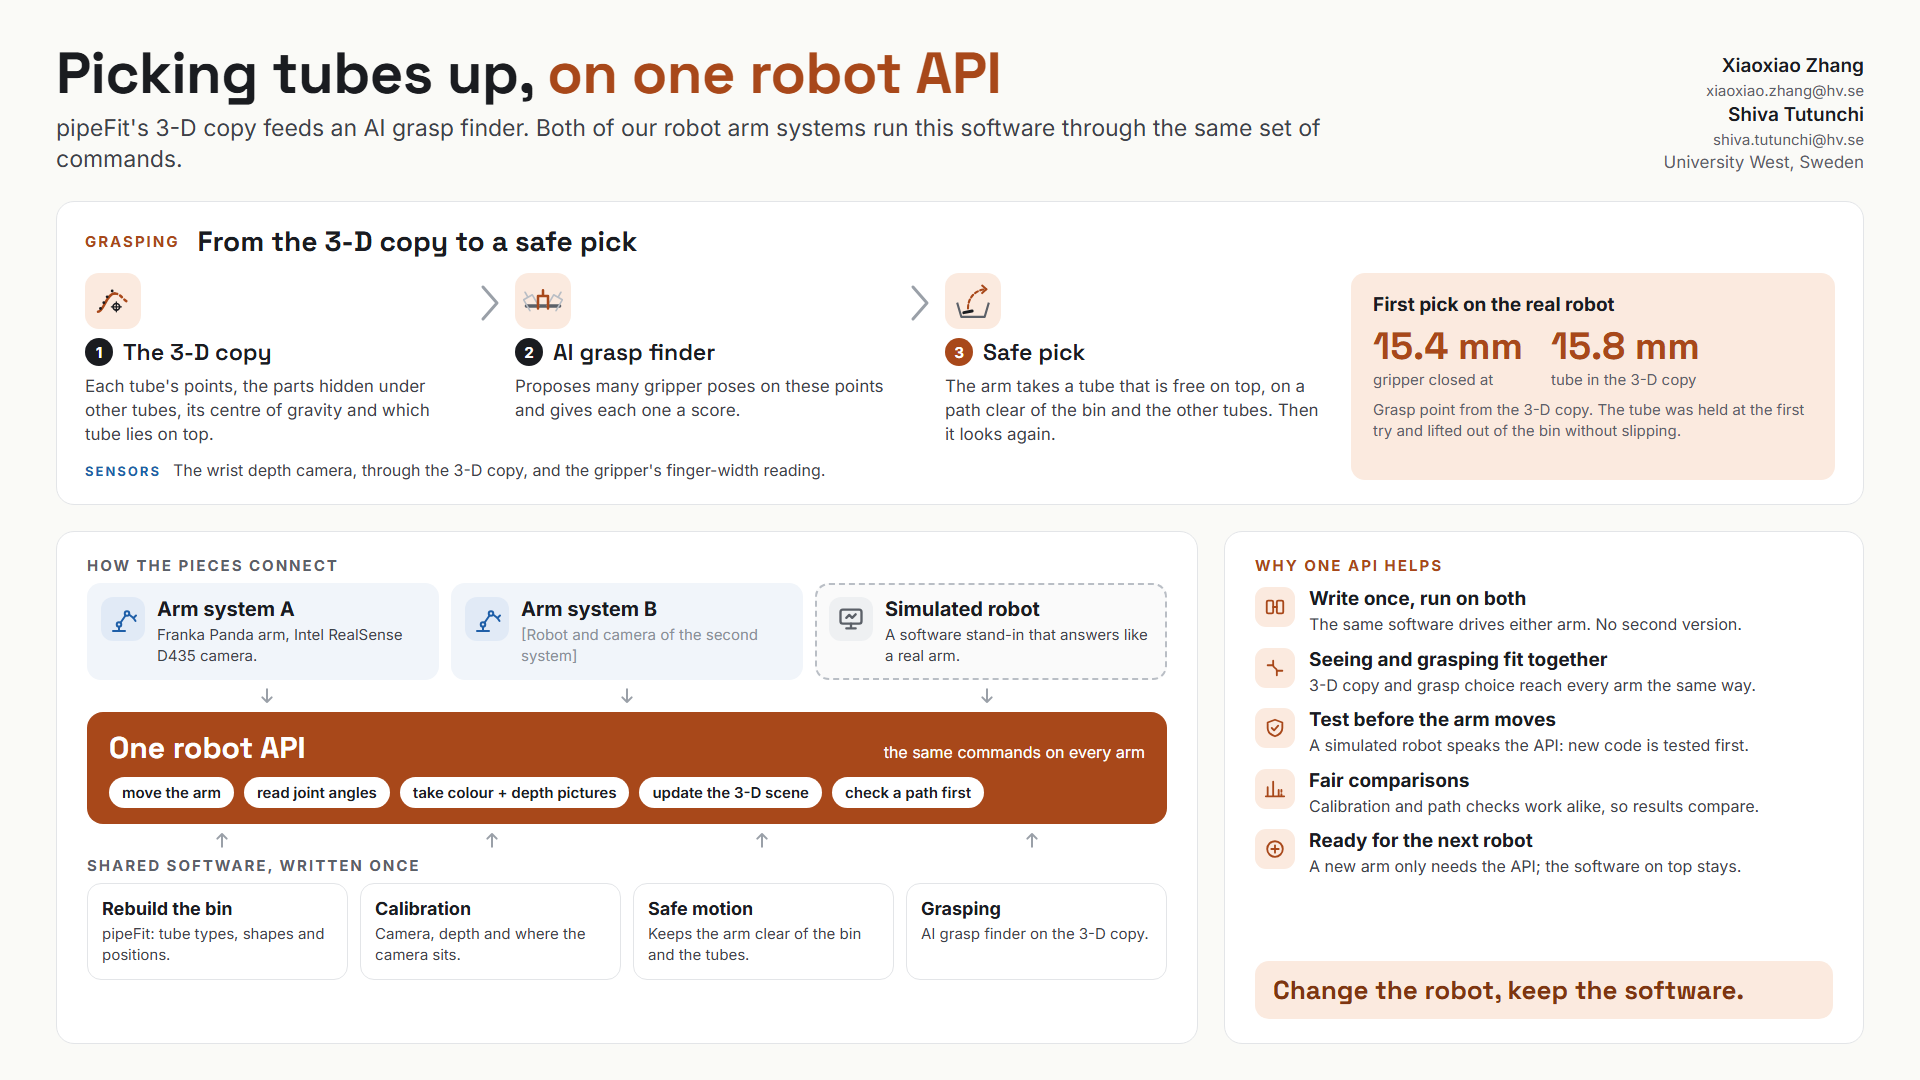 Picking tubes up, on one robot API
pipeFit's 3-D copy feeds an AI grasp finder. Both of our robot arm systems run this software through the same set of
commands.
Xiaoxiao Zhang
xiaoxiao.zhang@hv.se
Shiva Tutunchi
shiva.tutunchi@hv.se
University West, Sweden
GRASPING From the 3-D copy to a safe pick
1 The 3-D copy
Each tube's points, the parts hidden under
other tubes, its centre of gravity and which
tube lies on top.
2 AI grasp finder
Proposes many gripper poses on these points
and gives each one a score.
3 Safe pick
The arm takes a tube that is free on top, on a
path clear of the bin and the other tubes. Then
it looks again.
SENSORS The wrist depth camera, through the 3-D copy, and the gripper's finger-width reading.
First pick on the real robot
15.4 mm 15.8 mm
gripper closed at tube in the 3-D copy
Grasp point from the 3-D copy. The tube was held at the first
try and lifted out of the bin without slipping.
HOW THE PIECES CONNECT
Arm system A
Franka Panda arm, Intel RealSense
D435 camera.
Arm system B
[Robot and camera of the second
system]
Simulated robot
A software stand-in that answers like
a real arm.
One robot API
the same commands on every arm
move the arm read joint angles take colour + depth pictures update the 3-D scene check a path first
SHARED SOFTWARE, WRITTEN ONCE
Rebuild the bin
pipeFit: tube types, shapes and
positions.
Calibration
Camera, depth and where the
camera sits.
Safe motion
Keeps the arm clear of the bin
and the tubes.
Grasping
AI grasp finder on the 3-D copy.
WHY ONE API HELPS
Write once, run on both
The same software drives either arm. No second version.
Seeing and grasping fit together
3-D copy and grasp choice reach every arm the same way.
Test before the arm moves
A simulated robot speaks the API: new code is tested first.
Fair comparisons
Calibration and path checks work alike, so results compare.
Ready for the next robot
A new arm only needs the API; the software on top stays.
Change the robot, keep the software.